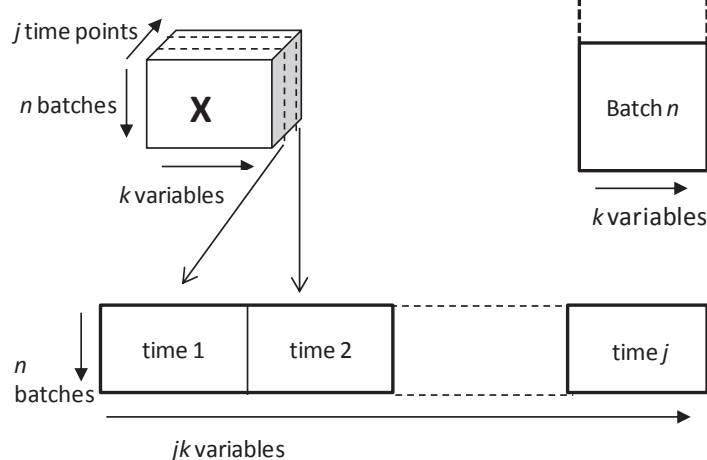 j time points
n batches
X
k variables
Batch n
k variables
time 1
time 2
time j
n
batches
jk variables